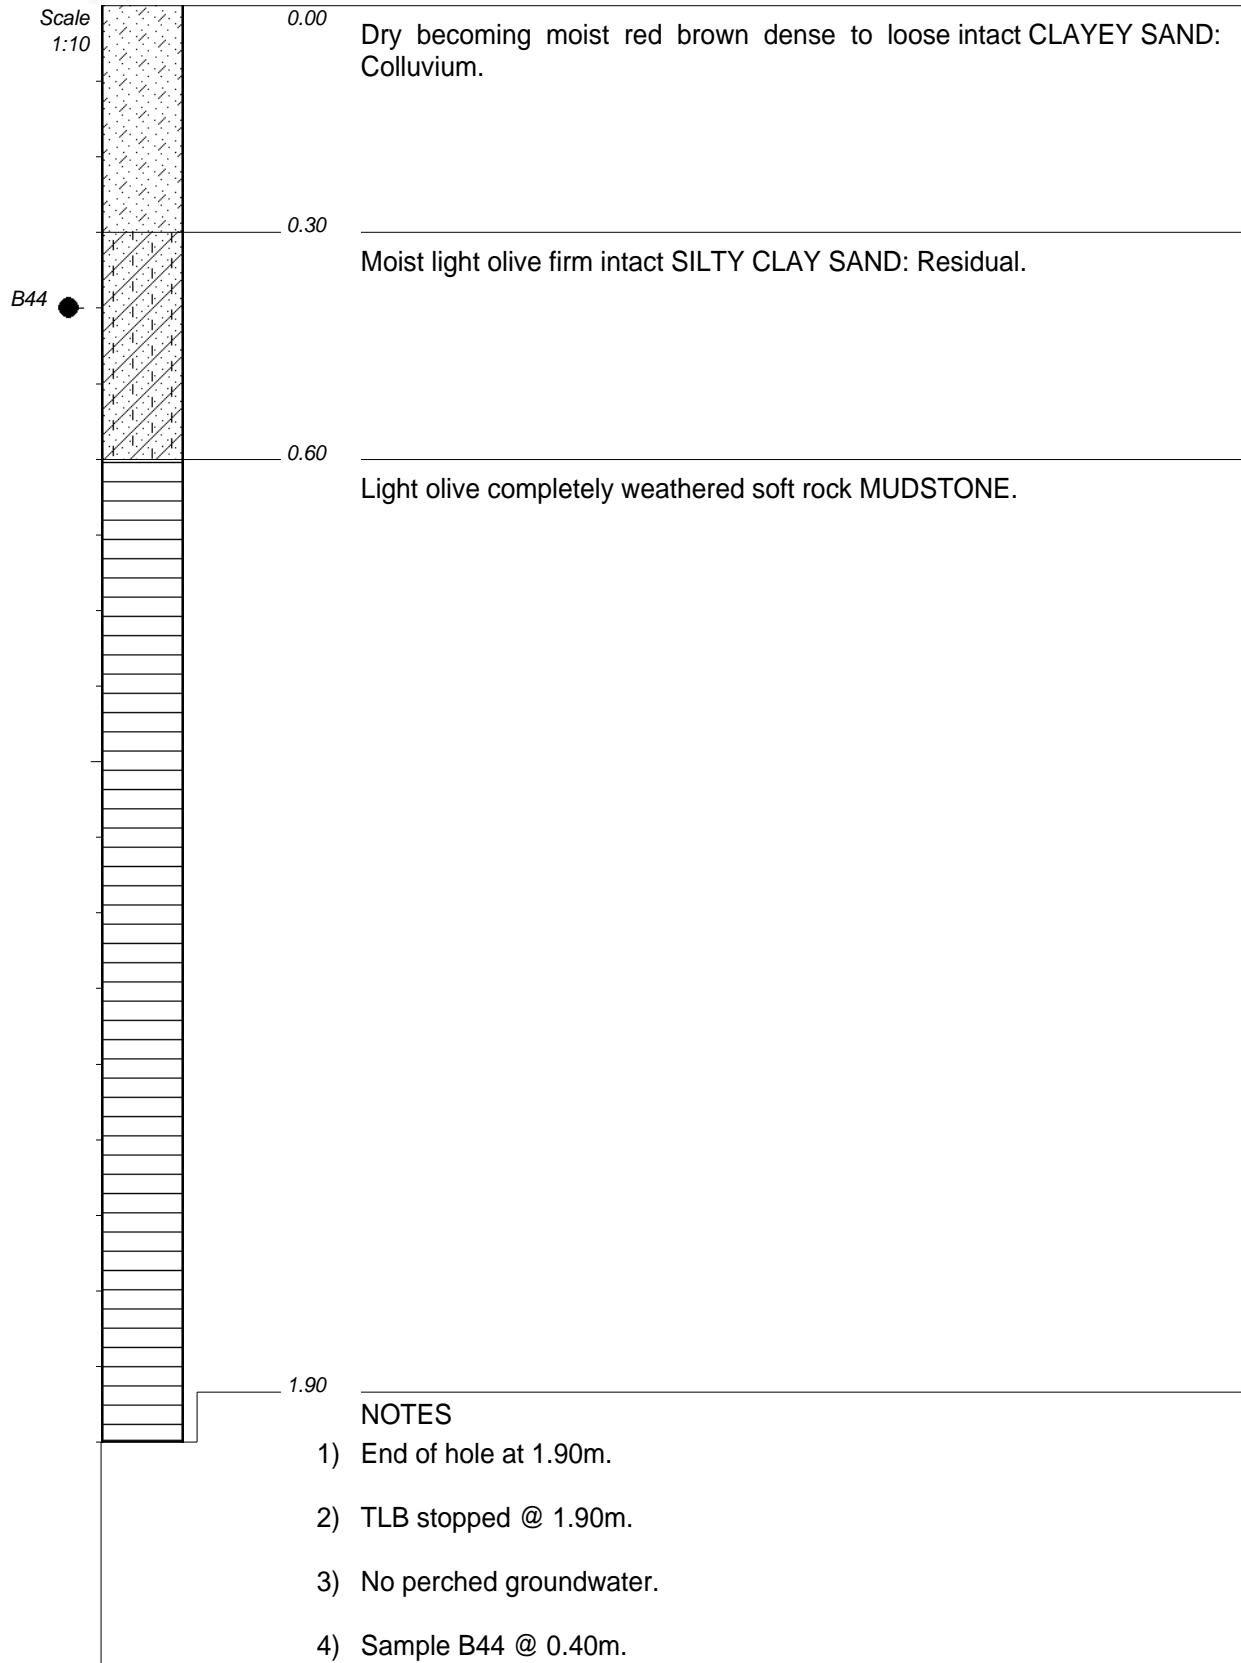 Scale
1:10
0.00
Dry becoming moist red brown dense to loose intact CLAYEY SAND:
Colluvium.
0.30
Moist light olive firm intact SILTY CLAY SAND: Residual.
B44
0.60
Light olive completely weathered soft rock MUDSTONE.
1.90
NOTES
1) End of hole at 1.90m.
2) TLB stopped @ 1.90m.
3) No perched groundwater.
4) Sample B44 @ 0.40m.